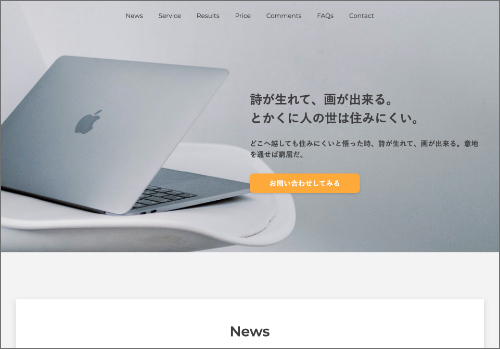 News Service Results Price Comments FAQs Contact
詩が生れて、画が出来る。
とかくに人の世は住みにくい。
どこへ越しても住みにくいと悟った時、詩が生れて、画が出来る。意地
を通せば窮屈だ。
お問い合わせしてみる
News